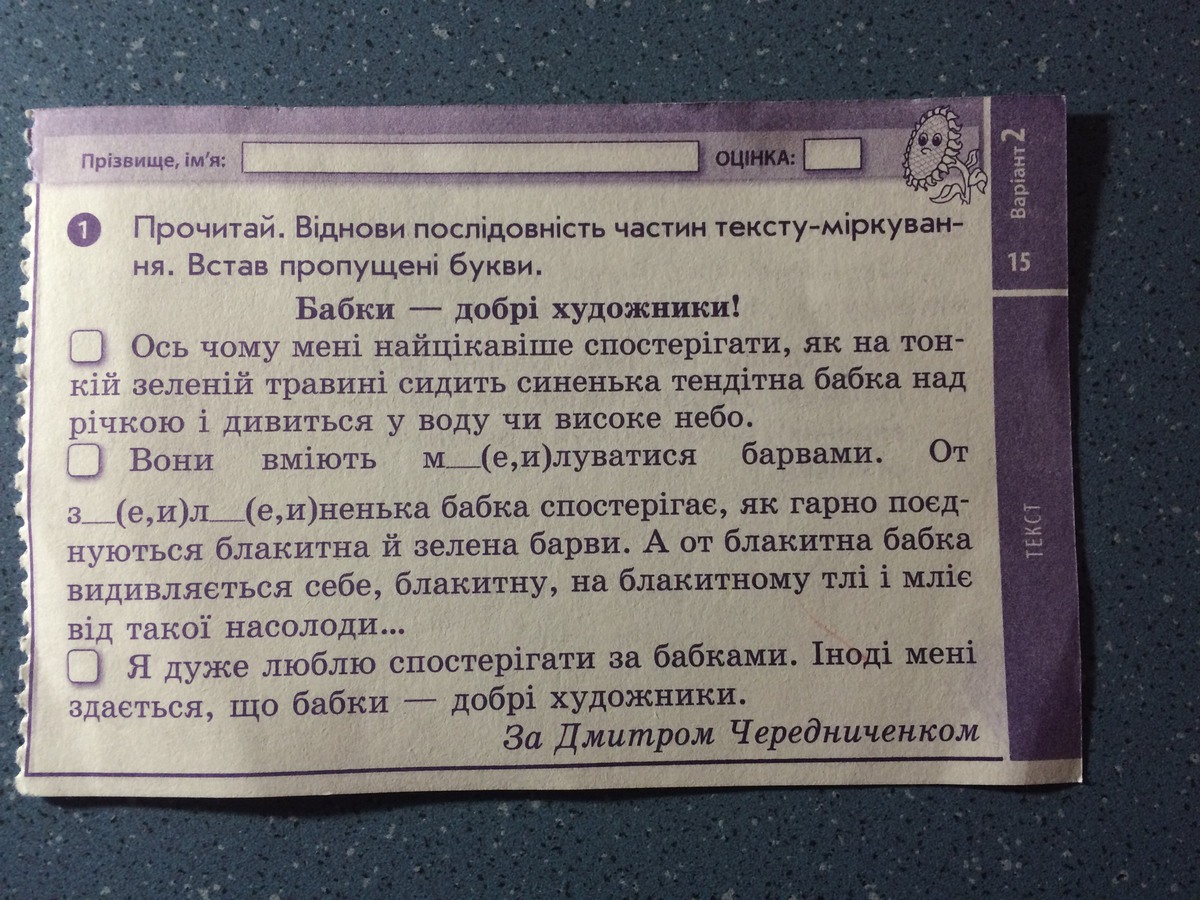 Прізвище, ім'я: ОЦІНКА:
Варіант 2
15
ТЕКСТ
1 Прочитай. Віднови послідовність частин тексту-міркуван-
ня. Встав пропущені букви.
Бабки — добрі художники!
Ось чому мені найцікавіше спостерігати, як на тон-
кій зеленій травині сидить синенька тендітна бабка над
річкою і дивиться у воду чи високе небо.
Вони вміють м__(е,и)луватися барвами. От
з__(е,и)л__(е,и)ненька бабка спостерігає, як гарно поєд-
нуються блакитна й зелена барви. А от блакитна бабка
видивляється себе, блакитну, на блакитному тлі і мліє
від такої насолоди...
Я дуже люблю спостерігати за бабками. Іноді мені
здається, що бабки — добрі художники.
За Дмитром Чередниченком